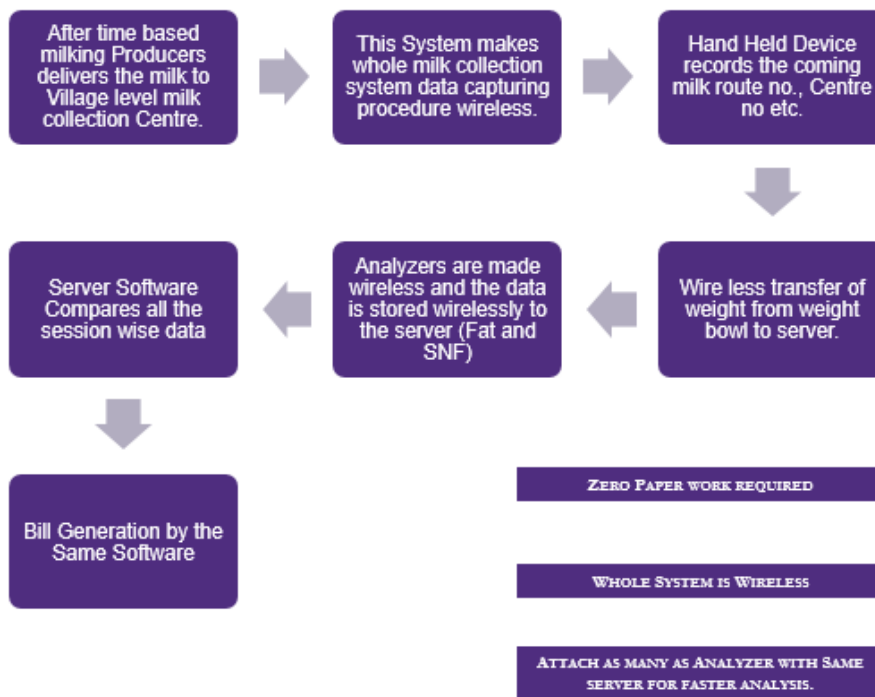 After time based
milking Producers
delivers the milk to
Village level milk
collection Centre.
This System makes
whole milk collection
system data capturing
procedure wireless.
Hand Held Device
records the coming
milk route no., Centre
no etc.
Wire less transfer of
weight from weight
bowl to server.
Analyzers are made
wireless and the data
is stored wirelessly to
the server (Fat and
SNF)
Server Software
Compares all the
session wise data
Bill Generation by the
Same Software
ZERO PAPER WORK REQUIRED
WHOLE SYSTEM IS WIRELESS
ATTACH AS MANY AS ANALYZER WITH SAME
SERVER FOR FASTER ANALYSIS.